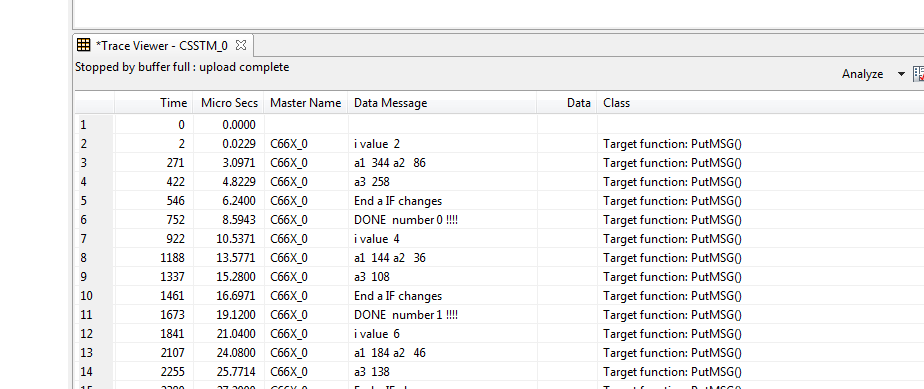 *Trace Viewer - CSSTM_0
Stopped by buffer full : upload complete
Analyze
Time Micro Secs Master Name Data Message Data Class
1 0 0.0000
2 2 0.0229 C66X_0 i value 2 Target function: PutMSG()
3 271 3.0971 C66X_0 a1 344 a2 86 Target function: PutMSG()
4 422 4.8229 C66X_0 a3 258 Target function: PutMSG()
5 546 6.2400 C66X_0 End a IF changes Target function: PutMSG()
6 752 8.5943 C66X_0 DONE number 0 !!!! Target function: PutMSG()
7 922 10.5371 C66X_0 i value 4 Target function: PutMSG()
8 1188 13.5771 C66X_0 a1 144 a2 36 Target function: PutMSG()
9 1337 15.2800 C66X_0 a3 108 Target function: PutMSG()
10 1461 16.6971 C66X_0 End a IF changes Target function: PutMSG()
11 1673 19.1200 C66X_0 DONE number 1 !!!! Target function: PutMSG()
12 1841 21.0400 C66X_0 i value 6 Target function: PutMSG()
13 2107 24.0800 C66X_0 a1 184 a2 46 Target function: PutMSG()
14 2255 25.7714 C66X_0 a3 138 Target function: PutMSG()